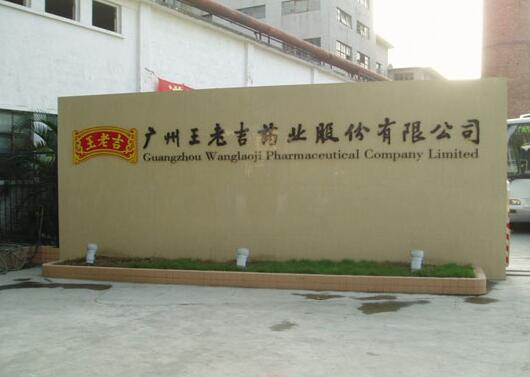 王老吉
广州王老吉药业股份有限公司
Guangzhou Wanglaoji Pharmaceutical Company Limited